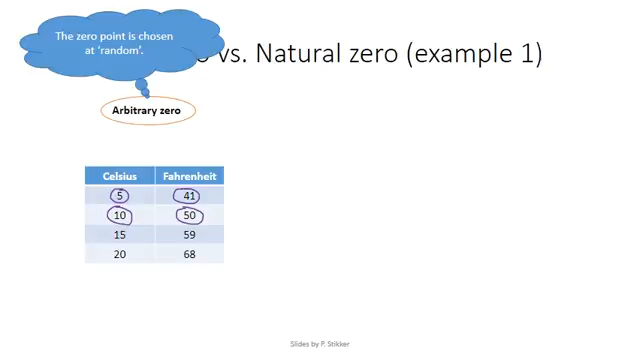 The zero point is chosen
at 'random'.
vs. Natural zero (example 1)
Arbitrary zero
Celsius Fahrenheit
5 41
10 50
15 59
20 68
Slides by P. Stikker